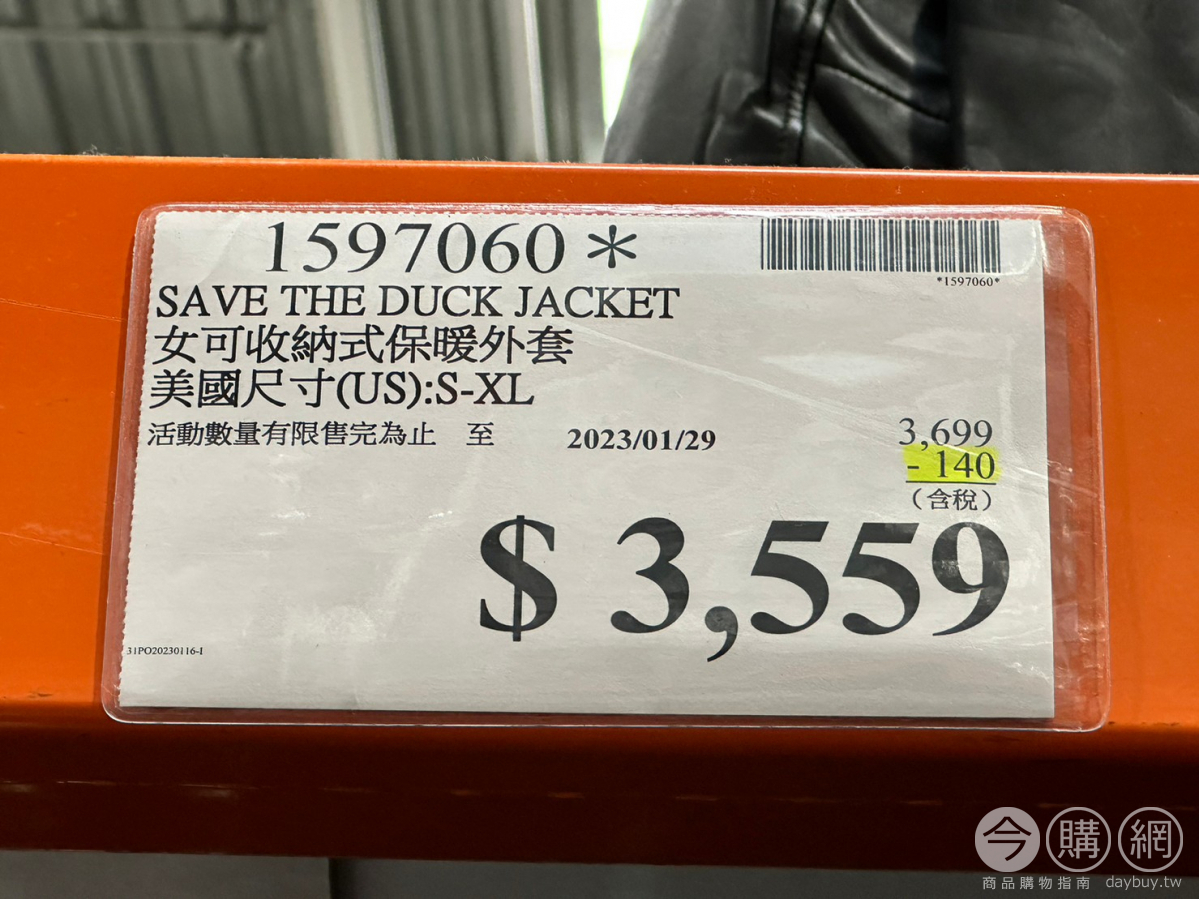 1597060*
*1597060*
SAVE THE DUCK JACKET
女可收納式保暖外套
美國尺寸(US):S-XL
活動數量有限售完為止 至 2023/01/29
3,699
- 140
(含稅)
$ 3,559
31PO20230116-I
今購網
商品購物指南 daybuy.tw